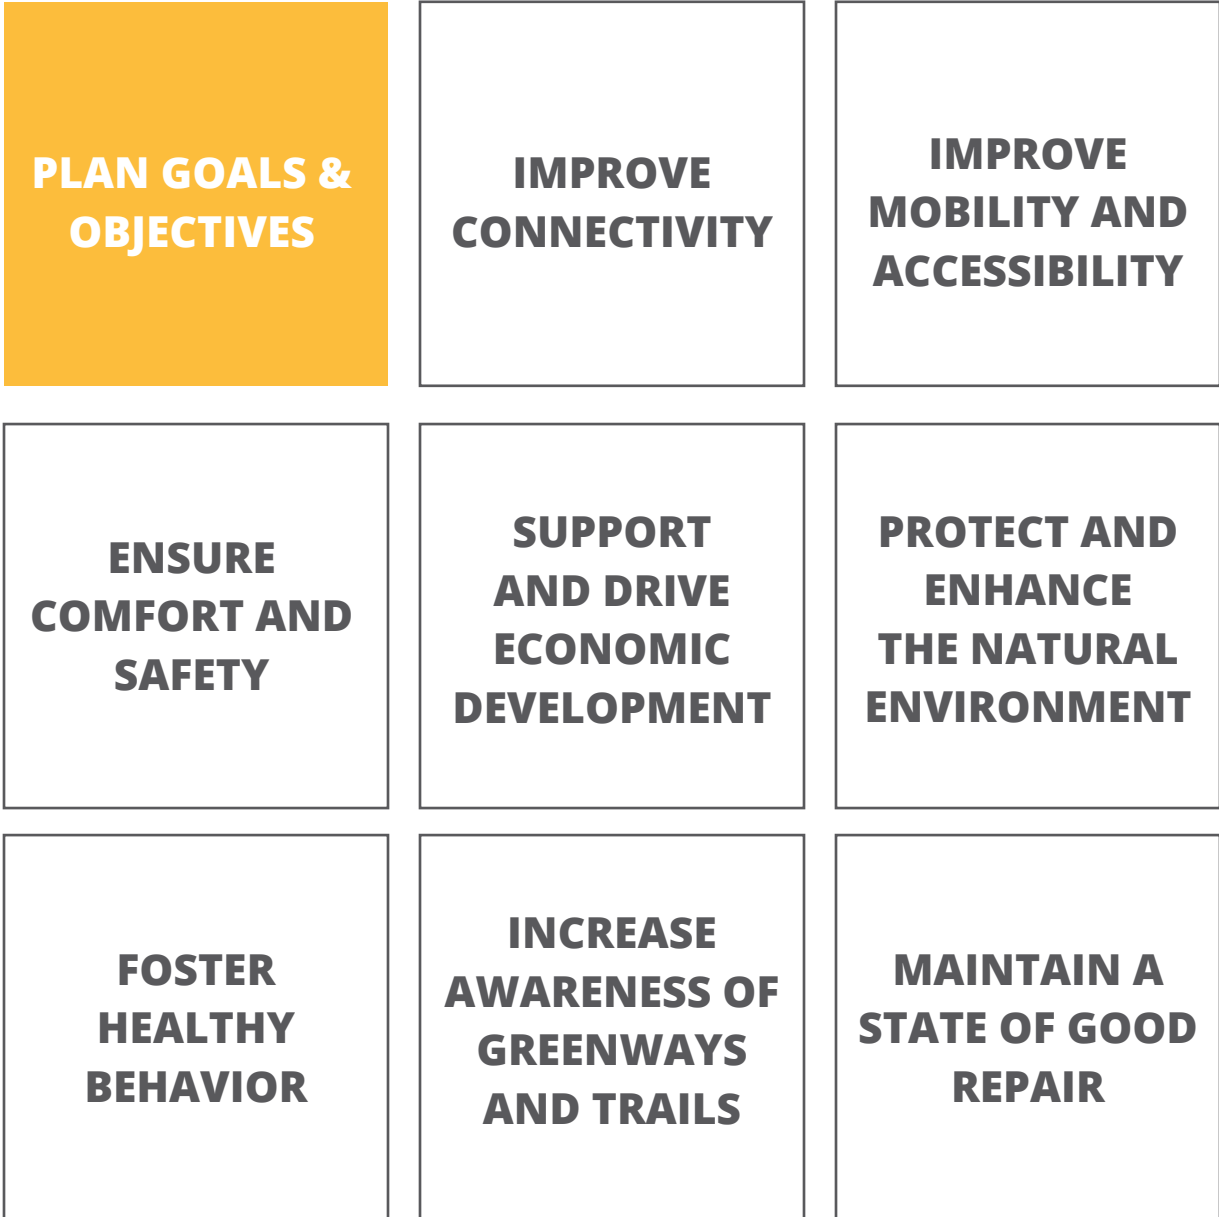 PLAN GOALS &
OBJECTIVES
IMPROVE
CONNECTIVITY
IMPROVE
MOBILITY AND
ACCESSIBILITY
ENSURE
COMFORT AND
SAFETY
SUPPORT
AND DRIVE
ECONOMIC
DEVELOPMENT
PROTECT AND
ENHANCE
THE NATURAL
ENVIRONMENT
FOSTER
HEALTHY
BEHAVIOR
INCREASE
AWARENESS OF
GREENWAYS
AND TRAILS
MAINTAIN A
STATE OF GOOD
REPAIR